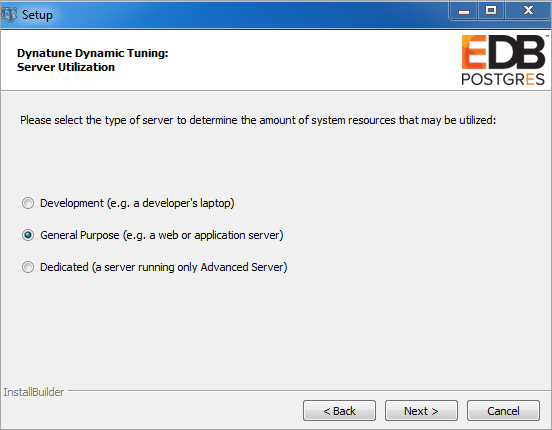 Setup
Dynatune Dynamic Tuning:
Server Utilization
EDB
POSTGRES
Please select the type of server to determine the amount of system resources that may be utilized:
Development (e.g. a developer's laptop)
General Purpose (e.g. a web or application server)
Dedicated (a server running only Advanced Server)
InstallBuilder
< Back
Next >
Cancel